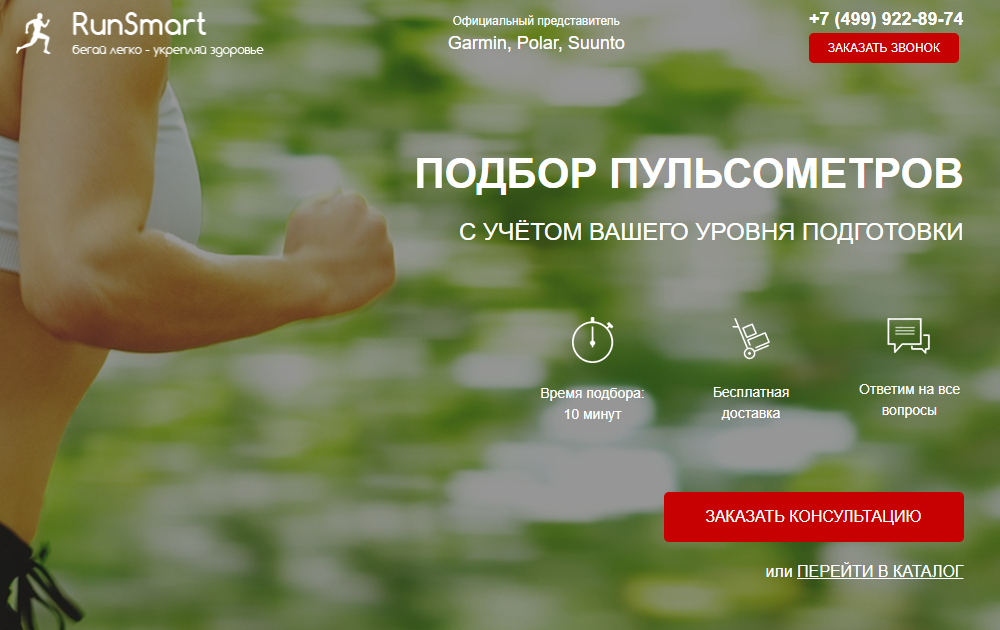 RunSmart
бегай легко - укрепляй здоровье
Официальный представитель
Garmin, Polar, Suunto
+7 (499) 922-89-74
ЗАКАЗАТЬ ЗВОНОК
ПОДБОР ПУЛЬСОМЕТРОВ
С УЧЁТОМ ВАШЕГО УРОВНЯ ПОДГОТОВКИ
Время подбора:
10 минут
Бесплатная
доставка
Ответим на все
вопросы
ЗАКАЗАТЬ КОНСУЛЬТАЦИЮ
или ПЕРЕЙТИ В КАТАЛОГ